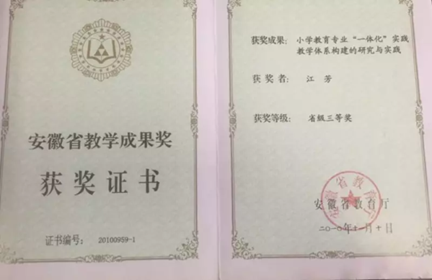 安徽省教学成果奖
获奖证书
证书编号: 20100959-1
获奖成果: 小学教育专业“一体化”实践
教学体系构建的研究与实践
获奖者: 江芳
获奖等级: 省级三等奖
安徽省教育厅